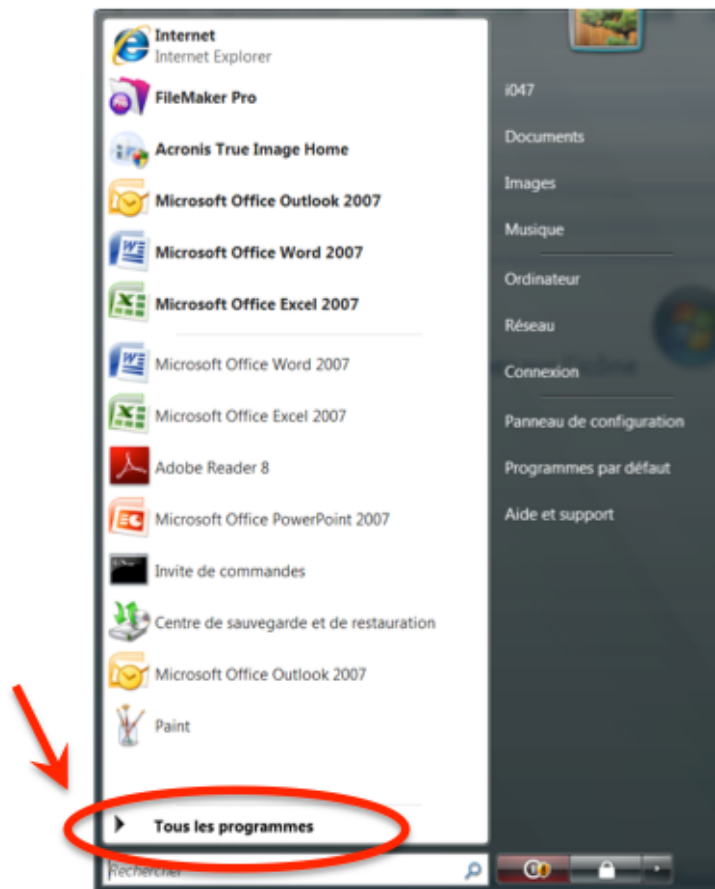 Internet
Internet Explorer
FileMaker Pro
Acronis True Image Home
Microsoft Office Outlook 2007
Microsoft Office Word 2007
Microsoft Office Excel 2007
Microsoft Office Word 2007
Microsoft Office Excel 2007
Adobe Reader 8
Microsoft Office PowerPoint 2007
Invite de commandes
Centre de sauvegarde et de restauration
Microsoft Office Outlook 2007
Paint
Tous les programmes
Rechercher
i047
Documents
Images
Musique
Ordinateur
Réseau
Connexion
Panneau de configuration
Programmes par défaut
Aide et support